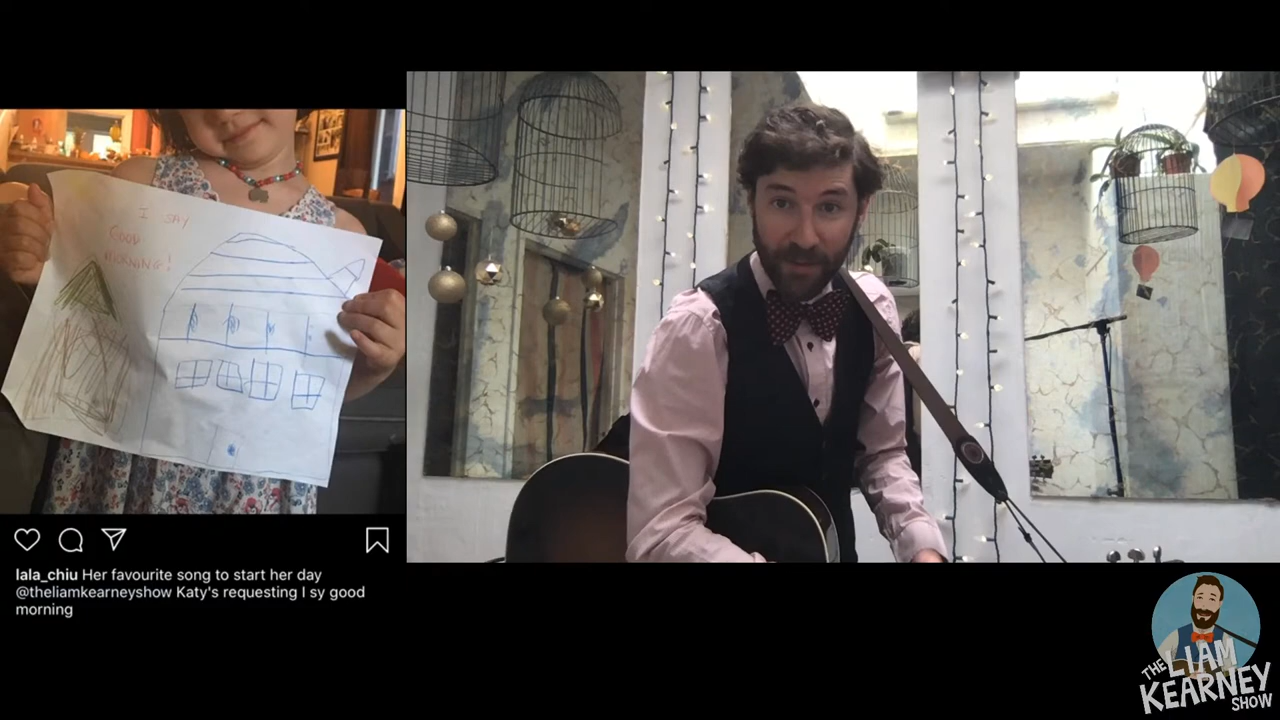 I SAY
GOOD
MORNING!
lala_chiu Her favourite song to start her day
@theliamkearneyshow Katy's requesting I sy good
morning
THE LIAM
KEARNEY
SHOW